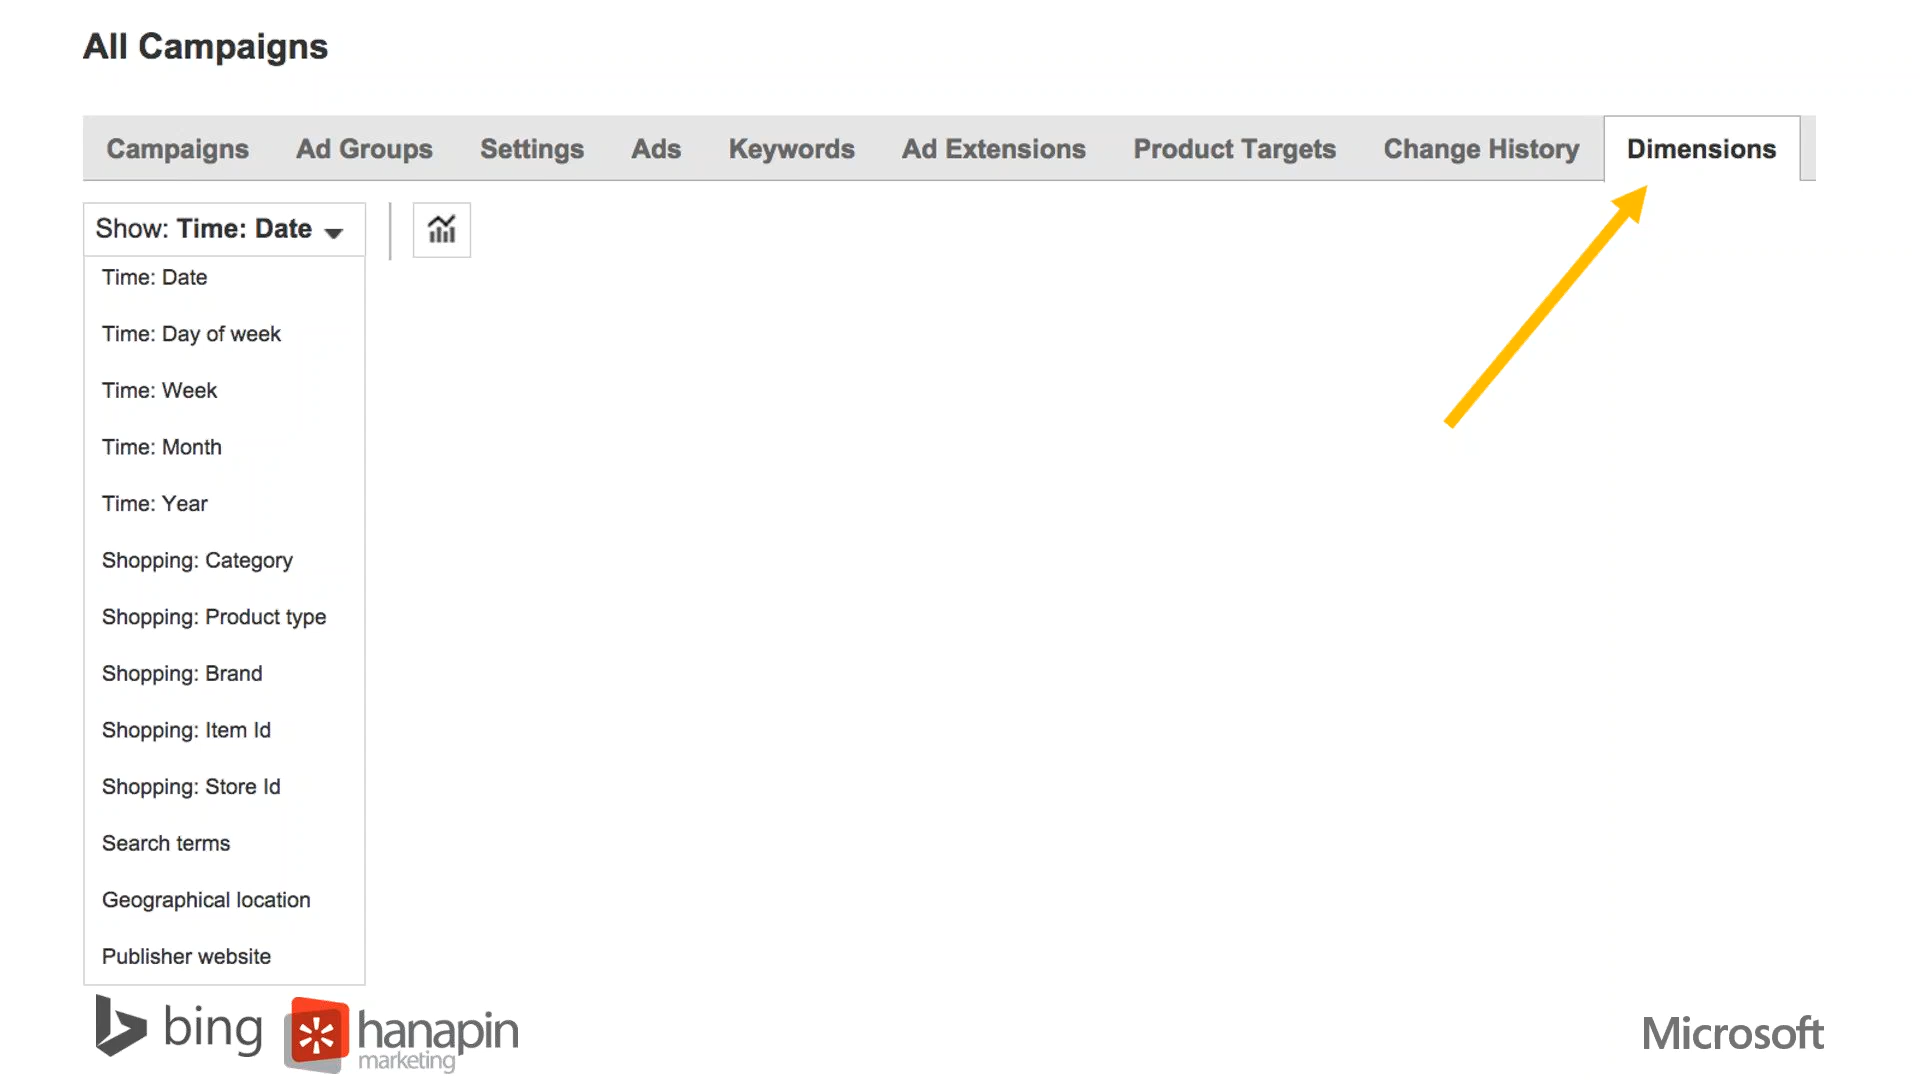 All Campaigns
Campaigns Ad Groups Settings Ads Keywords Ad Extensions Product Targets Change History Dimensions
Show: Time: Date
Time: Date
Time: Day of week
Time: Week
Time: Month
Time: Year
Shopping: Category
Shopping: Product type
Shopping: Brand
Shopping: Item Id
Shopping: Store Id
Search terms
Geographical location
Publisher website
bing hanapin marketing Microsoft